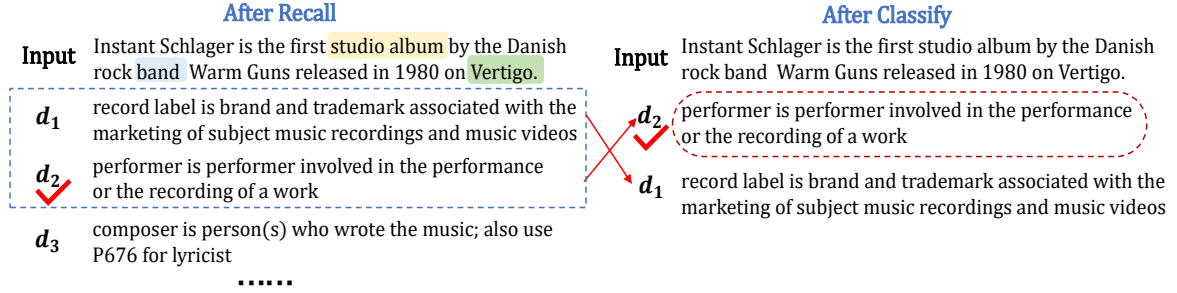 After Recall
Input
Instant Schlager is the first studio album by the Danish
rock band Warm Guns released in 1980 on Vertigo.
d1
record label is brand and trademark associated with the
marketing of subject music recordings and music videos
d2
performer is performer involved in the performance
or the recording of a work
d3
composer is person(s) who wrote the music; also use
P676 for lyricist
......
After Classify
Input
Instant Schlager is the first studio album by the Danish
rock band Warm Guns released in 1980 on Vertigo.
d2
performer is performer involved in the performance
or the recording of a work
d1
record label is brand and trademark associated with the
marketing of subject music recordings and music videos